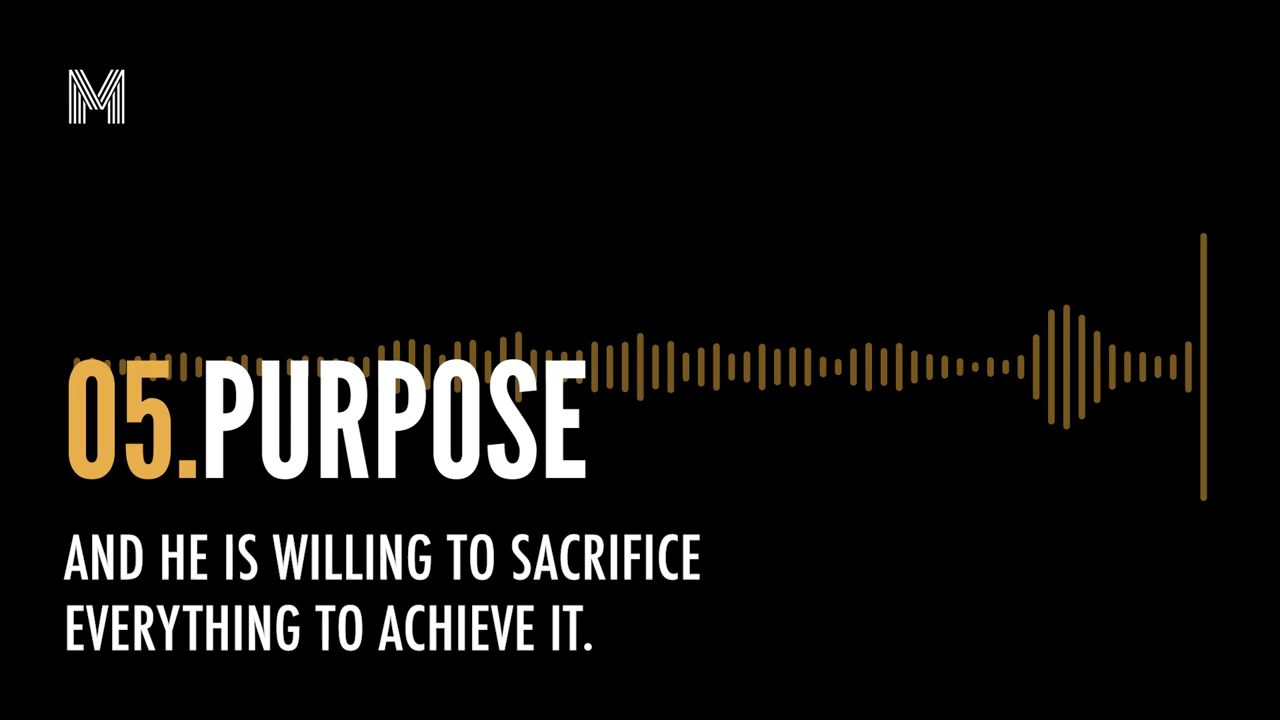 M
05.PURPOSE
AND HE IS WILLING TO SACRIFICE
EVERYTHING TO ACHIEVE IT.